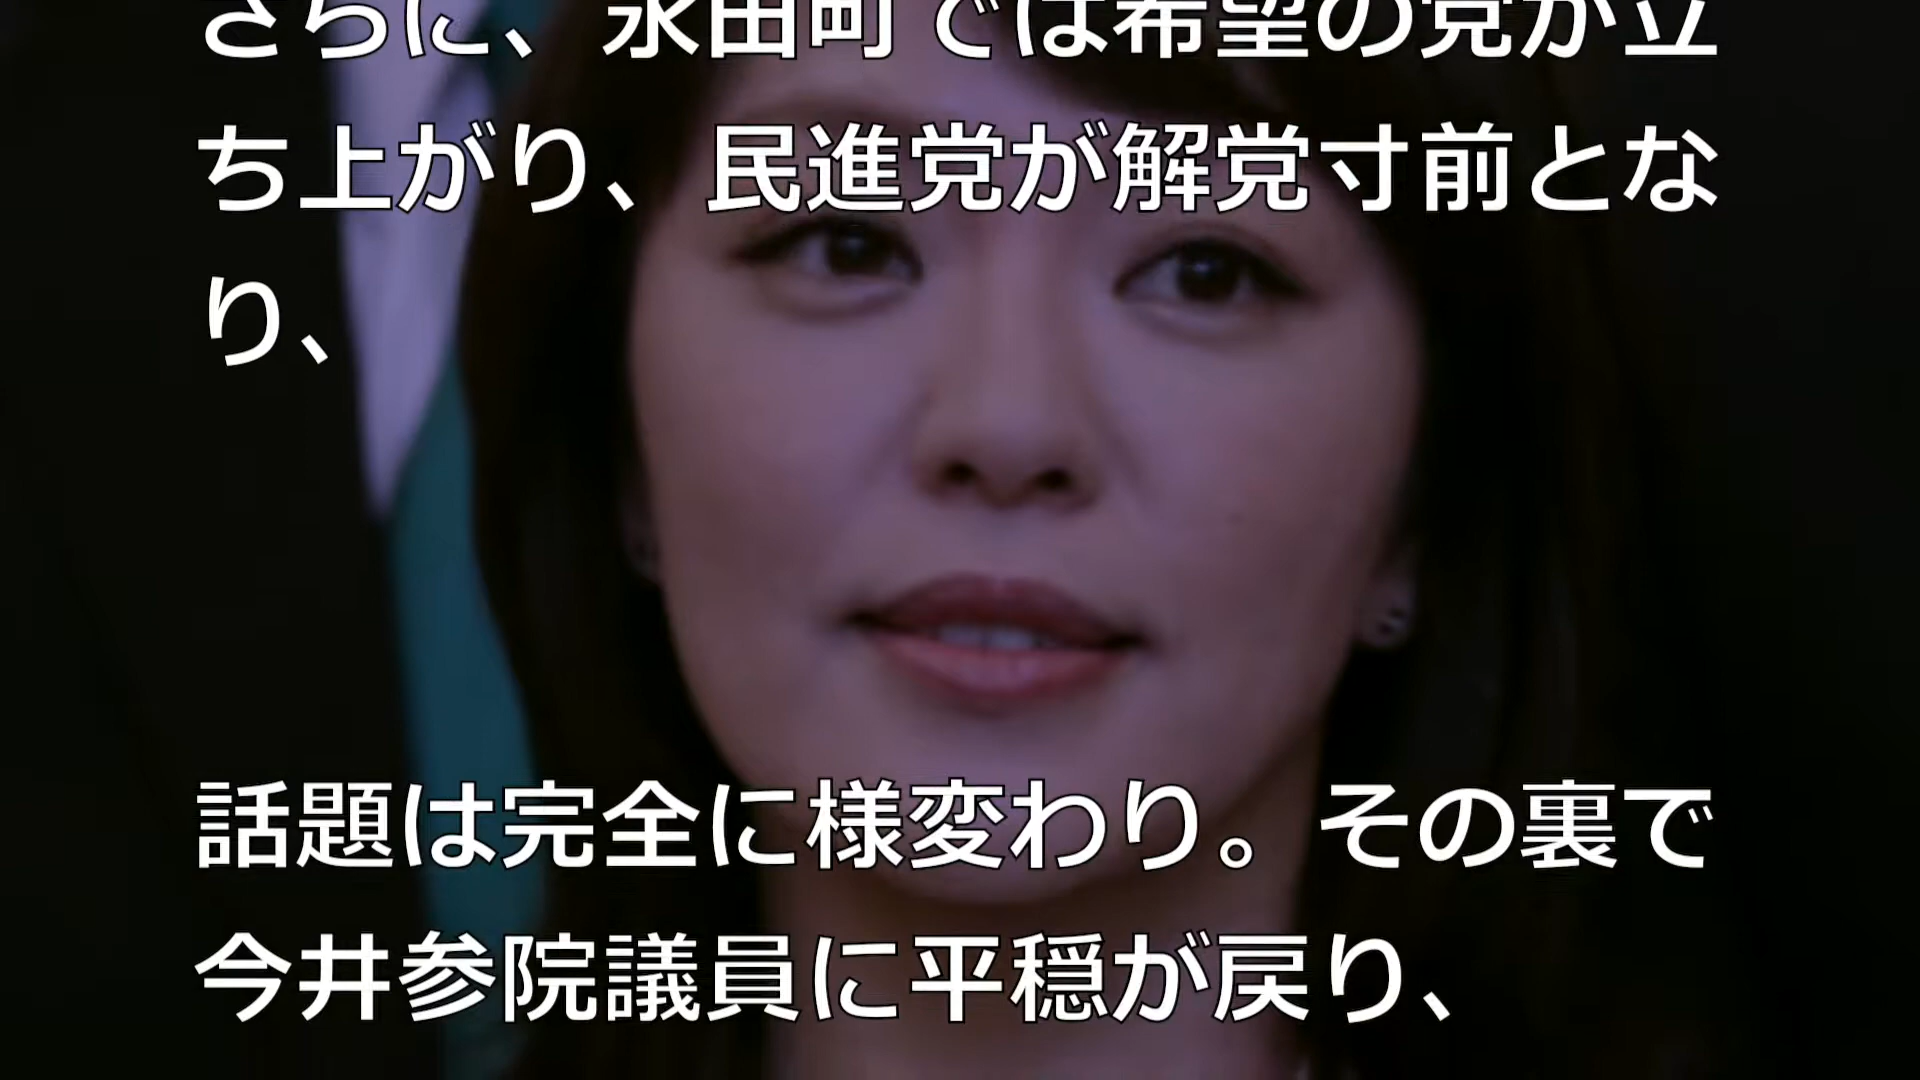 さらに、永田町では希望の党が立
ち上がり、民進党が解党寸前とな
り、
話題は完全に様変わり。その裏で
今井参院議員に平穏が戻り、